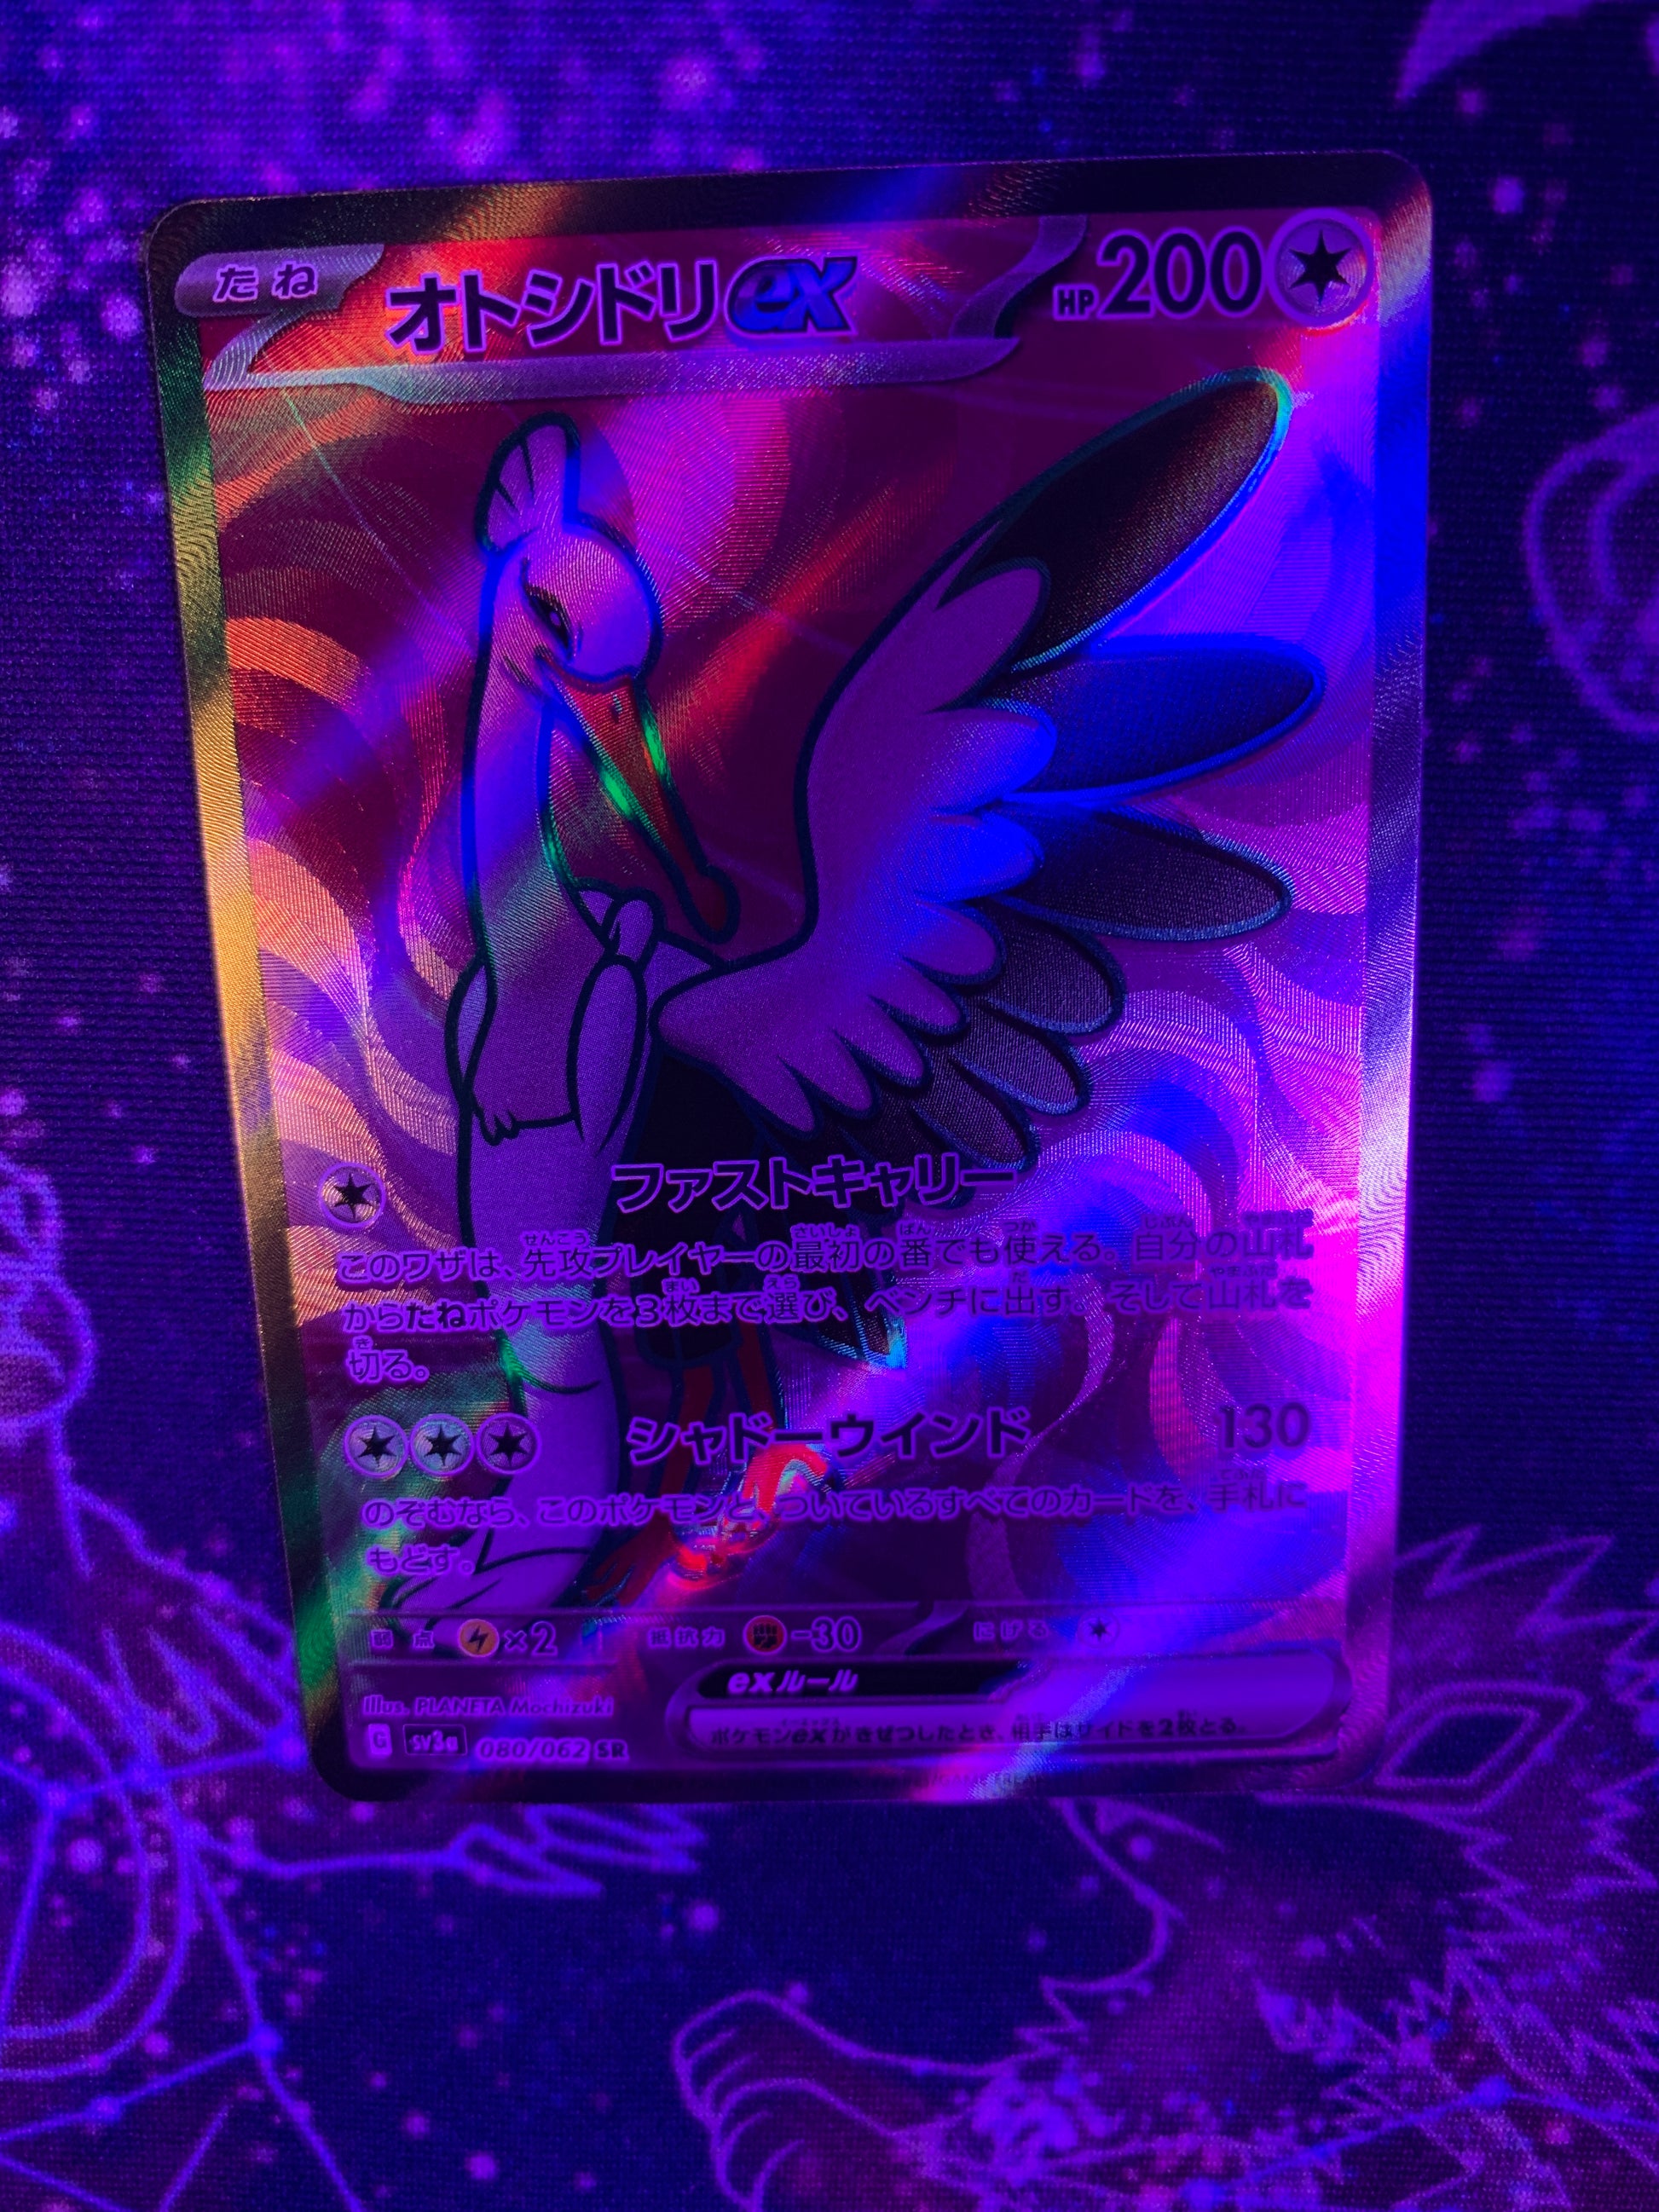 たね
オトシドリex
HP200
ファストキャリー
このワザは、先攻プレイヤーの最初の番でも使える。自分の山札
からたねポケモンを3枚まで選び、ベンチに出す。そして山札を
切る。
シャドーウインド 130
のぞむなら、このポケモンと、ついているすべてのカードを、手札に
もどす。
弱点 ×2 抵抗力 -30 にげる
exルール
Illus. PLANETA Mochizuki
ポケモンexがきぜつしたとき、相手はサイドを2枚とる。
G sv3a 080/062 SR